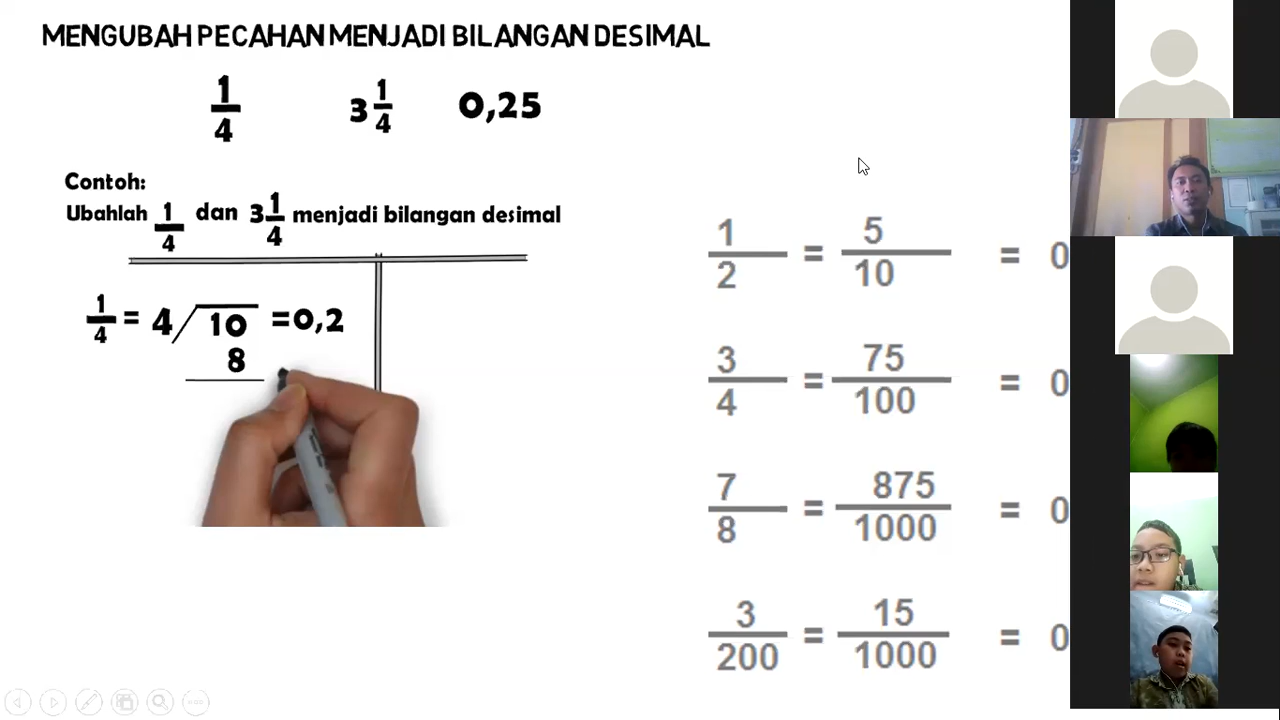 MENGUBAH PECAHAN MENJADI BILANGAN DESIMAL
1/4 3 1/4 0,25
Contoh:
Ubahlah 1/4 dan 3 1/4 menjadi bilangan desimal
1/4 = 4 / 10 = 0,2
8
1/2 = 5/10 = 0
3/4 = 75/100 = 0
7/8 = 875/1000 = 0
3/200 = 15/1000 = 0